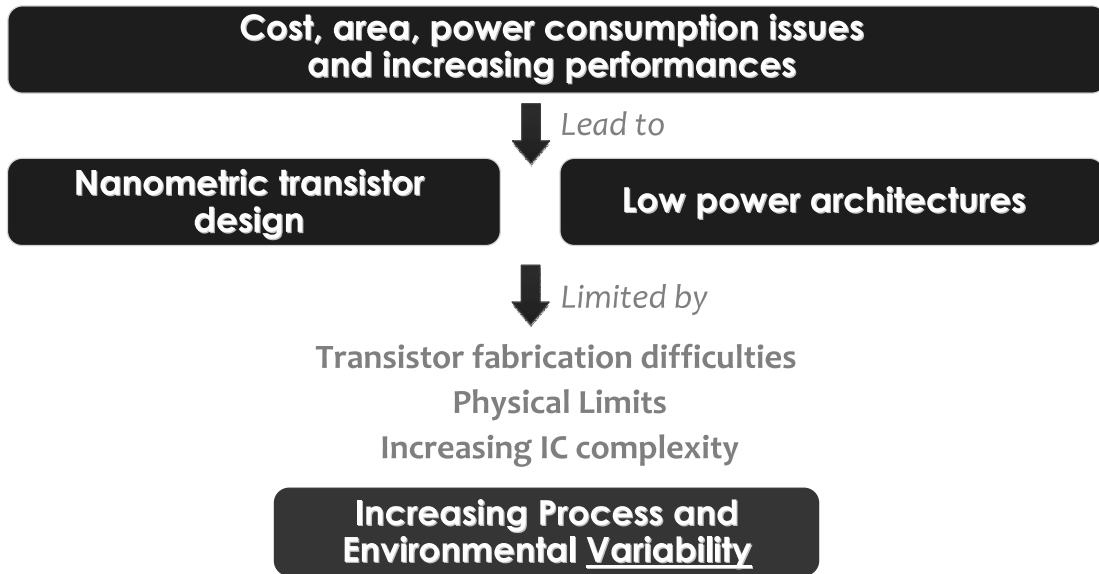 Cost, area, power consumption issues
and increasing performances
Lead to
Nanometric transistor
design
Low power architectures
Limited by
Transistor fabrication difficulties
Physical Limits
Increasing IC complexity
Increasing Process and
Environmental Variability